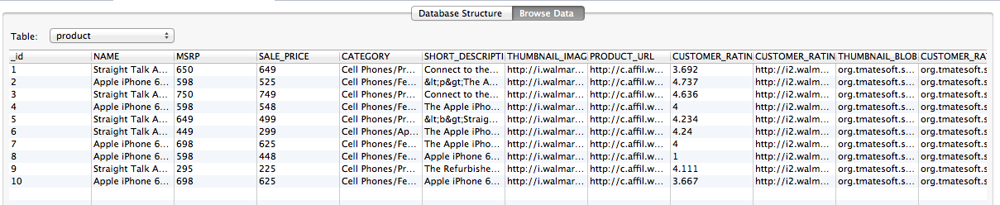 Database Structure Browse Data
Table: product
_id NAME MSRP SALE_PRICE CATEGORY SHORT_DESCRIPTI THUMBNAIL_IMAG PRODUCT_URL CUSTOMER_RATIN CUSTOMER_RATIN THUMBNAIL_BLOB CUSTOMER_RA
1 Straight Talk A... 650 649 Cell Phones/Pr... Connect to the... http://i.walmar... http://c.affil.w... 3.692 http://i2.walm... org.tmatesoft.s... org.tmatesoft.s
2 Apple iPhone 6... 598 525 Cell Phones/Fe... &lt;p&gt;The A... http://i.walmar... http://c.affil.w... 4.737 http://i2.walm... org.tmatesoft.s... org.tmatesoft.s
3 Straight Talk A... 750 749 Cell Phones/Pr... Connect to the... http://i.walmar... http://c.affil.w... 4.636 http://i2.walm... org.tmatesoft.s... org.tmatesoft.s
4 Apple iPhone 6... 598 548 Cell Phones/Fe... The Apple iPho... http://i.walmar... http://c.affil.w... 4 http://i2.walm... org.tmatesoft.s... org.tmatesoft.s
5 Straight Talk A... 649 499 Cell Phones/Pr... &lt;b&gt;Straig... http://i.walmar... http://c.affil.w... 4.234 http://i2.walm... org.tmatesoft.s... org.tmatesoft.s
6 Straight Talk A... 449 299 Cell Phones/Ap... The Apple iPho... http://i.walmar... http://c.affil.w... 4.24 http://i2.walm... org.tmatesoft.s... org.tmatesoft.s
7 Apple iPhone 6... 698 625 Cell Phones/Fe... The Apple iPho... http://i.walmar... http://c.affil.w... 4 http://i2.walm... org.tmatesoft.s... org.tmatesoft.s
8 Apple iPhone 6... 598 448 Cell Phones/Fe... Apple iPhone 6... http://i.walmar... http://c.affil.w... 1 http://i2.walm... org.tmatesoft.s... org.tmatesoft.s
9 Straight Talk A... 295 225 Cell Phones/Pr... The Refurbishe... http://i.walmar... http://c.affil.w... 4.111 http://i2.walm... org.tmatesoft.s... org.tmatesoft.s
10 Apple iPhone 6... 698 625 Cell Phones/Fe... Apple iPhone 6... http://i.walmar... http://c.affil.w... 3.667 http://i2.walm... org.tmatesoft.s... org.tmatesoft.s